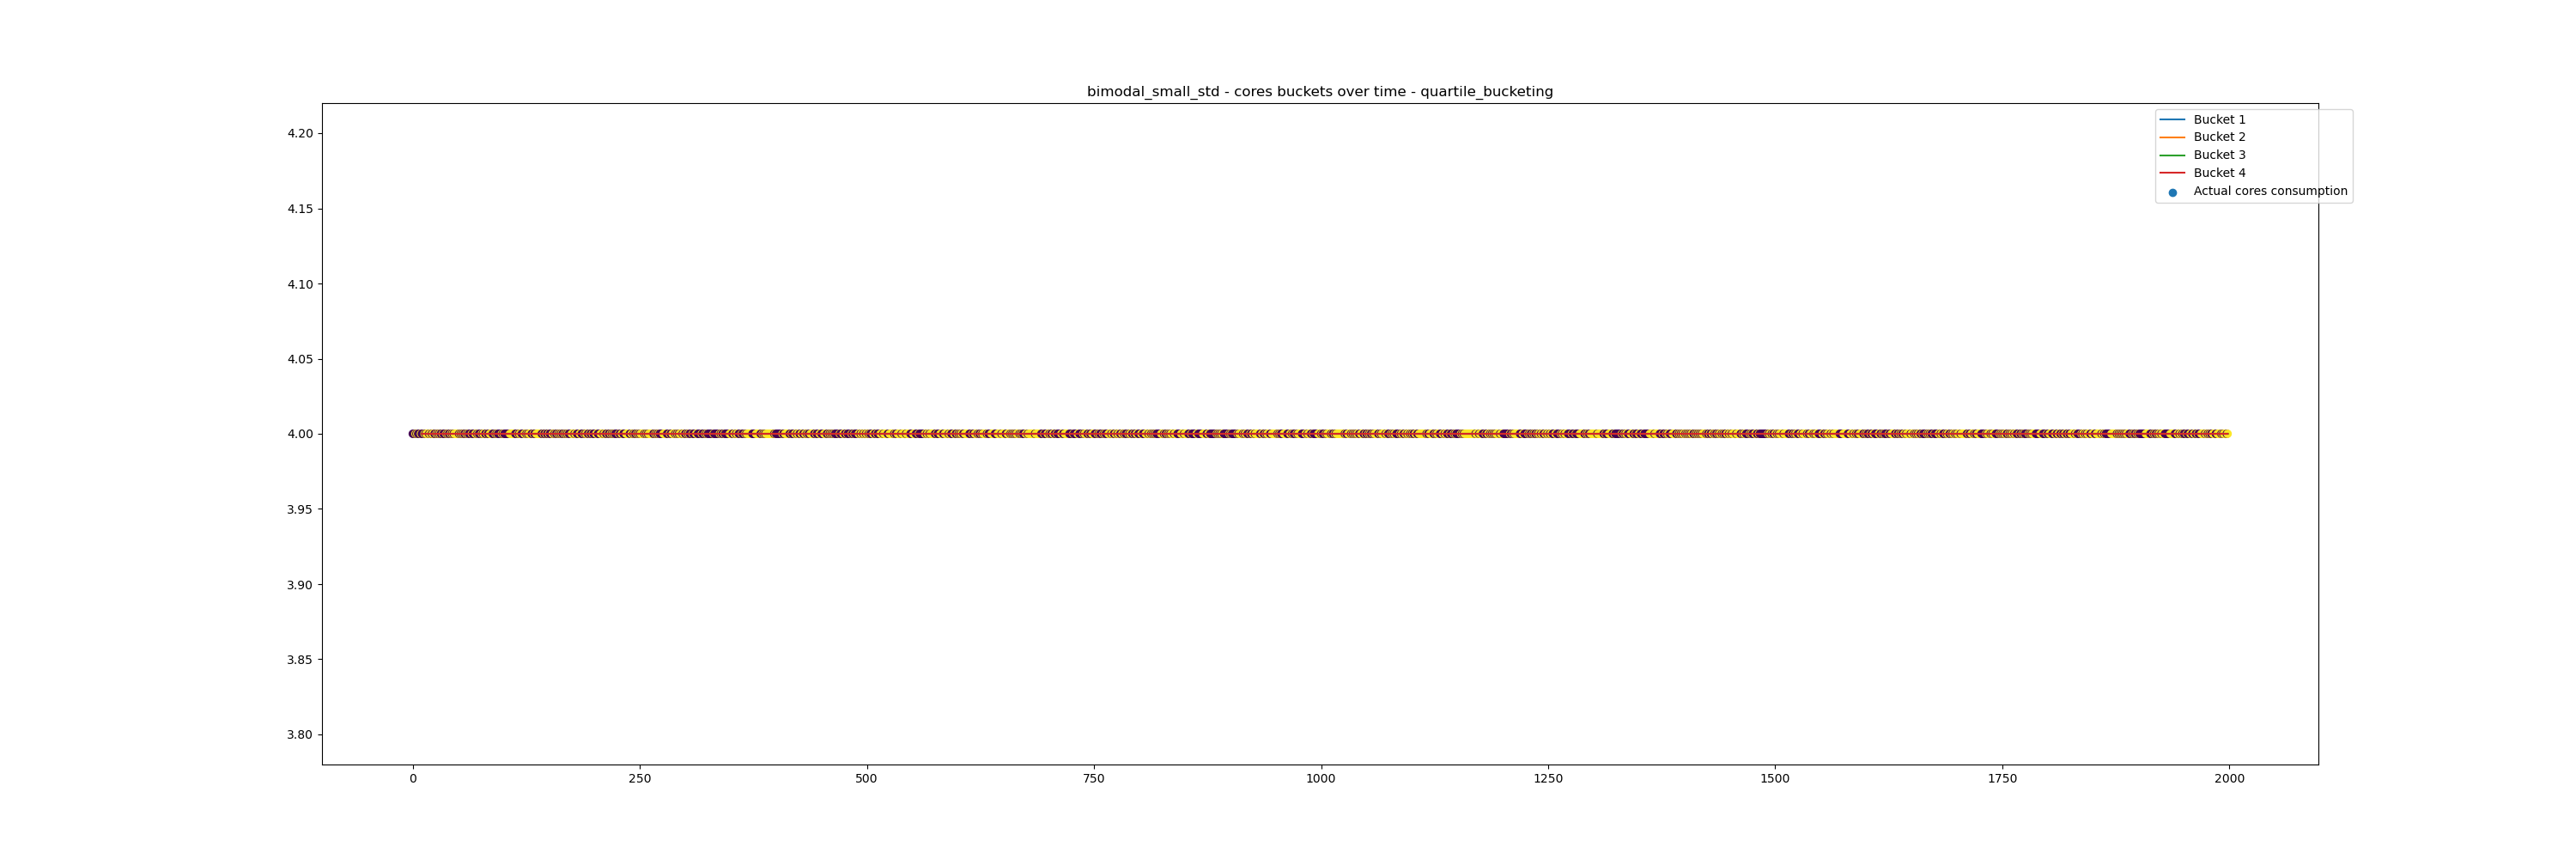 bimodal_small_std - cores buckets over time - quartile_bucketing
4.20
4.15
4.10
4.05
4.00
3.95
3.90
3.85
3.80
Bucket 1
Bucket 2
Bucket 3
Bucket 4
Actual cores consumption
0 250 500 750 1000 1250 1500 1750 2000